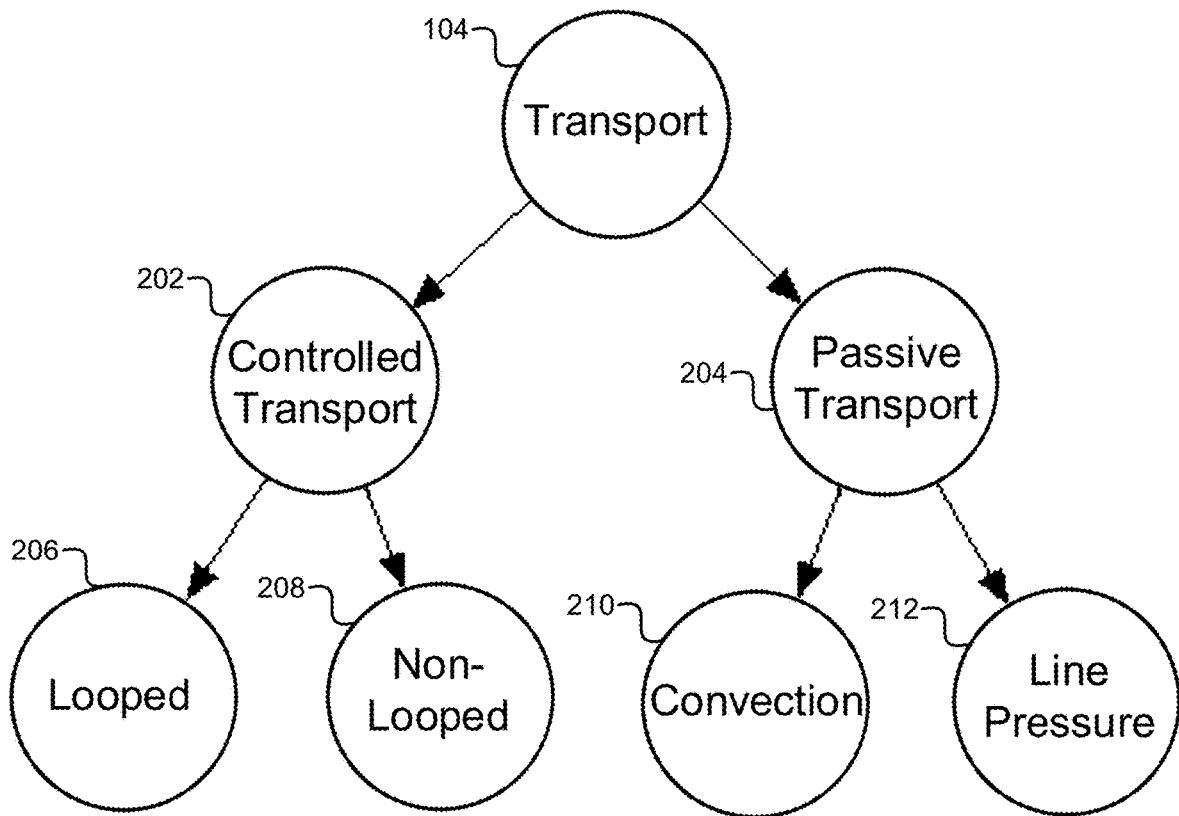 104
Transport
202
Controlled
Transport
204
Passive
Transport
206
Looped
208
Non-
Looped
210
Convection
212
Line
Pressure